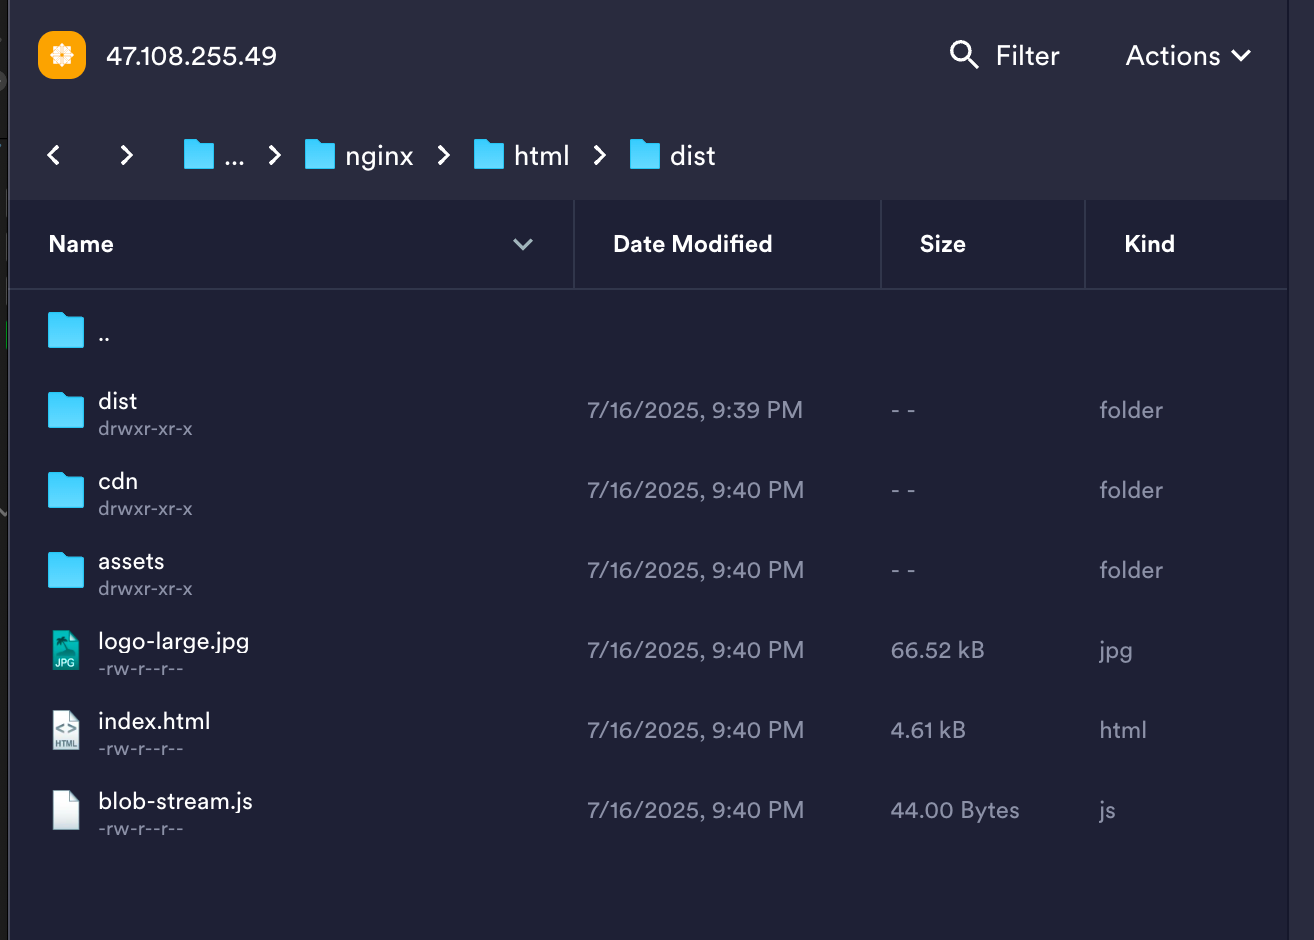 47.108.255.49
Filter
Actions
... nginx html dist
Name Date Modified Size Kind
..
dist 7/16/2025, 9:39 PM - - folder
drwxr-xr-x
cdn 7/16/2025, 9:40 PM - - folder
drwxr-xr-x
assets 7/16/2025, 9:40 PM - - folder
drwxr-xr-x
logo-large.jpg 7/16/2025, 9:40 PM 66.52 kB jpg
JPG
-rw-r--r--
index.html 7/16/2025, 9:40 PM 4.61 kB html
<> HTML
-rw-r--r--
blob-stream.js 7/16/2025, 9:40 PM 44.00 Bytes js
-rw-r--r--